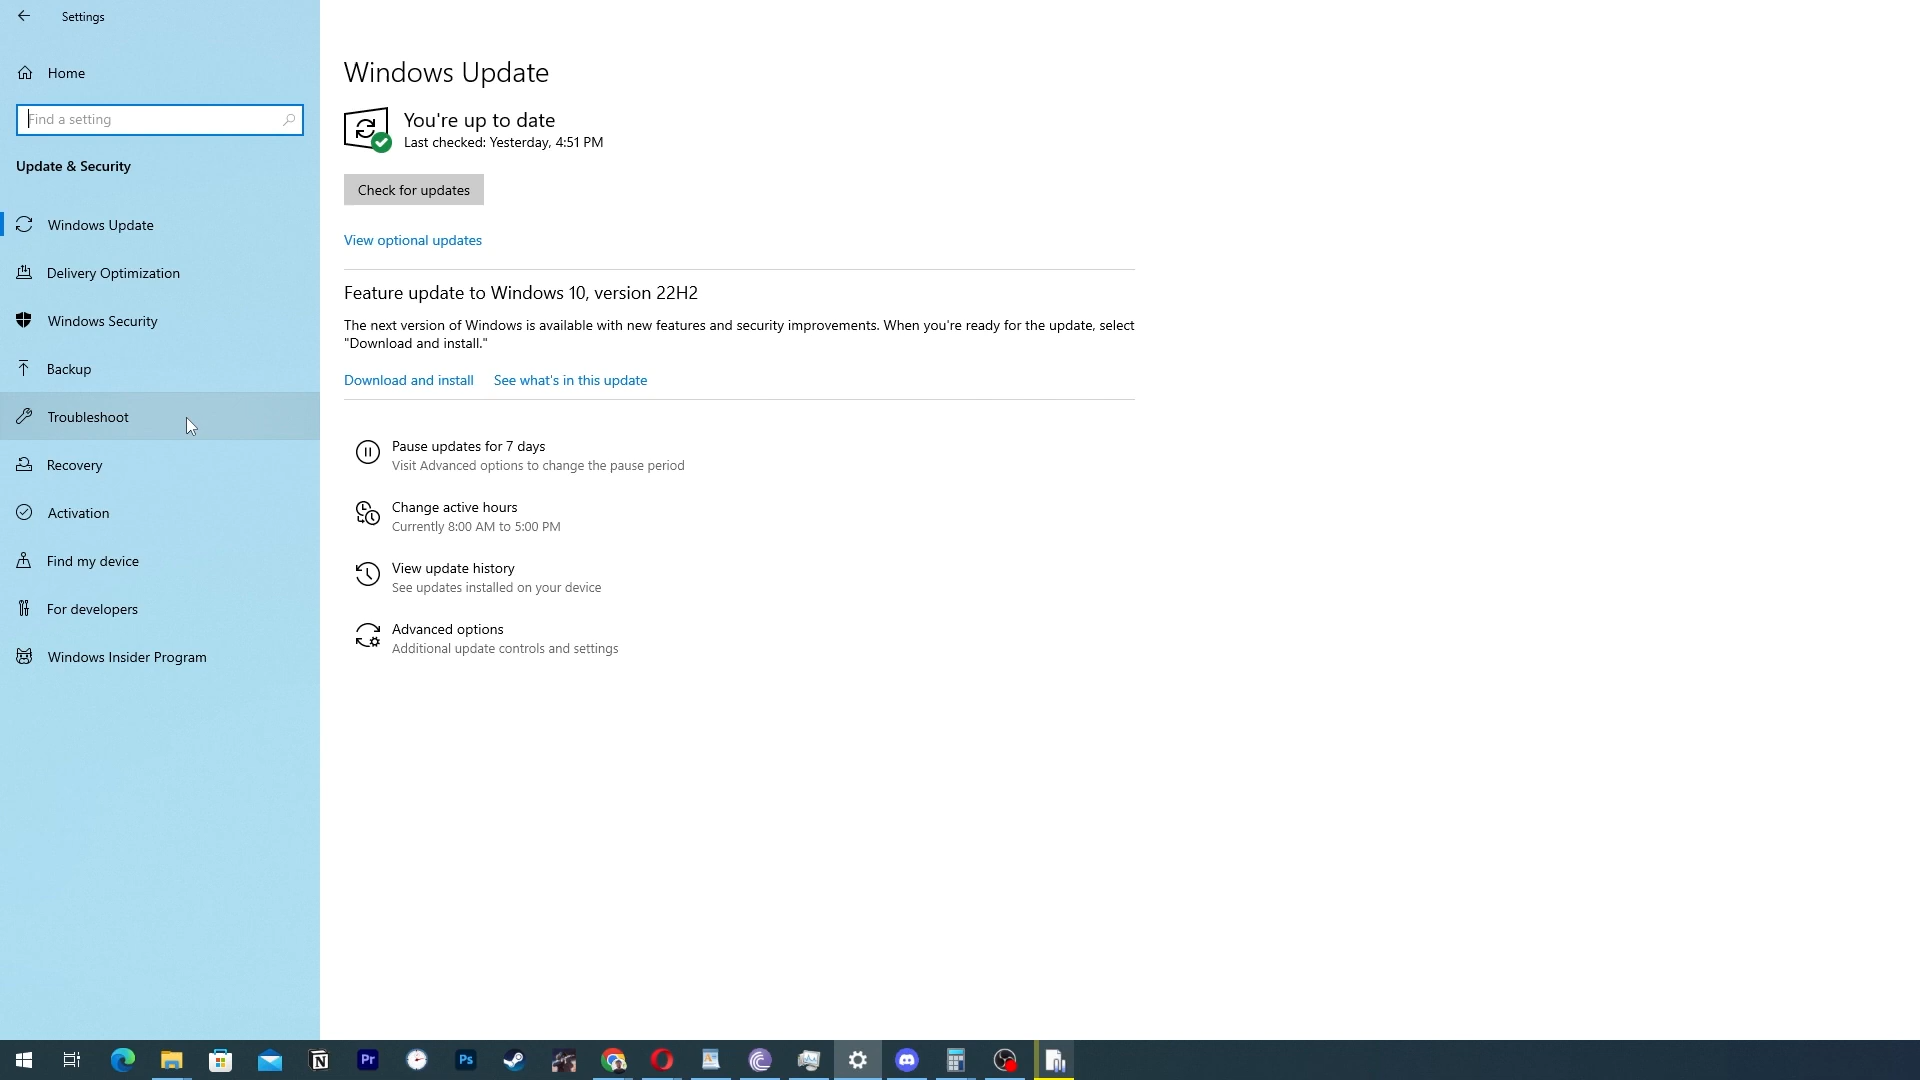 Settings
Home
Find a setting
Update & Security
Windows Update
Delivery Optimization
Windows Security
Backup
Troubleshoot
Recovery
Activation
Find my device
For developers
Windows Insider Program
Windows Update
You're up to date
Last checked: Yesterday, 4:51 PM
Check for updates
View optional updates
Feature update to Windows 10, version 22H2
The next version of Windows is available with new features and security improvements. When you're ready for the update, select
"Download and install."
Download and install See what's in this update
Pause updates for 7 days
Visit Advanced options to change the pause period
Change active hours
Currently 8:00 AM to 5:00 PM
View update history
See updates installed on your device
Advanced options
Additional update controls and settings
N Pr Ps